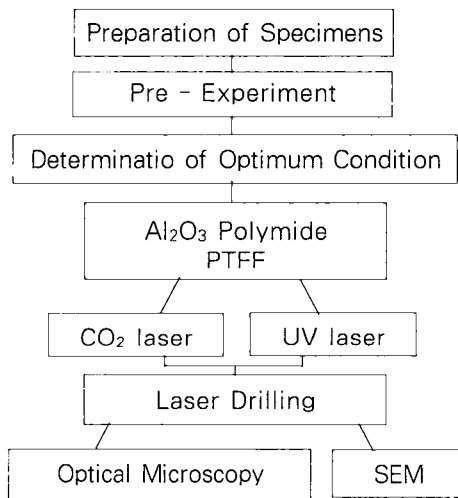 Preparation of Specimens
Pre - Experiment
Determinatio of Optimum Condition
Al₂O₃ Polymide
PTFF
CO₂ laser
UV laser
Laser Drilling
Optical Microscopy
SEM